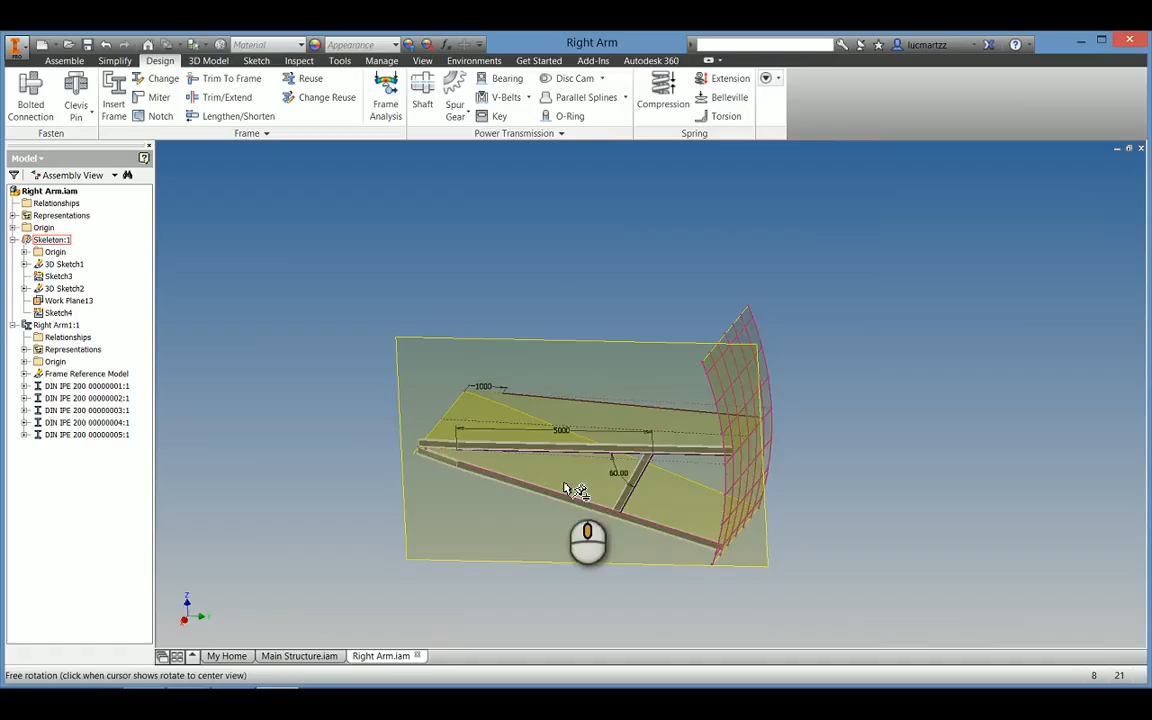 PRO
Material
Appearance
Right Arm
lucmartzz
Assemble Simplify Design 3D Model Sketch Inspect Tools Manage View Environments Get Started Add-Ins Autodesk 360
Bolted Connection
Clevis Pin
Insert Frame
Change
Miter
Notch
Trim To Frame
Trim/Extend
Lengthen/Shorten
Reuse
Change Reuse
Frame Analysis
Shaft
Spur Gear
Bearing
V-Belts
Key
Disc Cam
Parallel Splines
O-Ring
Compression
Extension
Belleville
Torsion
Fasten
Frame
Power Transmission
Spring
Model
Assembly View
Right Arm.iam
Relationships
Representations
Origin
Skeleton:1
Origin
3D Sketch1
Sketch3
3D Sketch2
Work Plane13
Sketch4
Right Arm1:1
Relationships
Representations
Origin
Frame Reference Model
DIN IPE 200 00000001:1
DIN IPE 200 00000002:1
DIN IPE 200 00000003:1
DIN IPE 200 00000004:1
DIN IPE 200 00000005:1
1000
5000
60.00
Z
My Home
Main Structure.iam
Right Arm.iam
Free rotation (click when cursor shows rotate to center view)
8 21